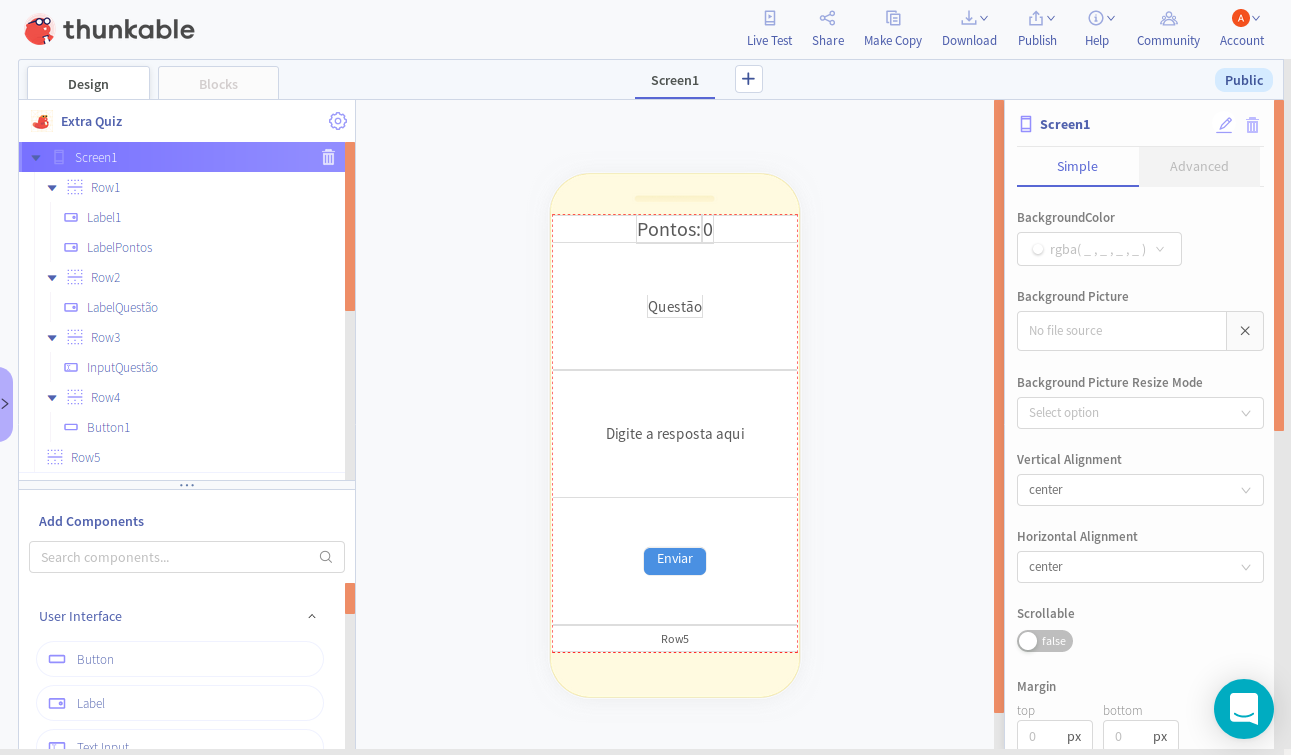 thunkable
Live Test
Share
Make Copy
Download
Publish
Help
Community
A
Account
Design
Blocks
Screen1
+
Public
Extra Quiz
Screen1
Row1
Label1
LabelPontos
Row2
LabelQuestão
Row3
InputQuestão
Row4
Button1
Row5
Add Components
Search components...
User Interface
Button
Label
Text Input
Pontos: 0
Questão
Digite a resposta aqui
Enviar
Row5
Screen1
Simple
Advanced
BackgroundColor
rgba( _ , _ , _ , _ )
Background Picture
No file source
Background Picture Resize Mode
Select option
Vertical Alignment
center
Horizontal Alignment
center
Scrollable
false
Margin
top
bottom
0 px
0 px